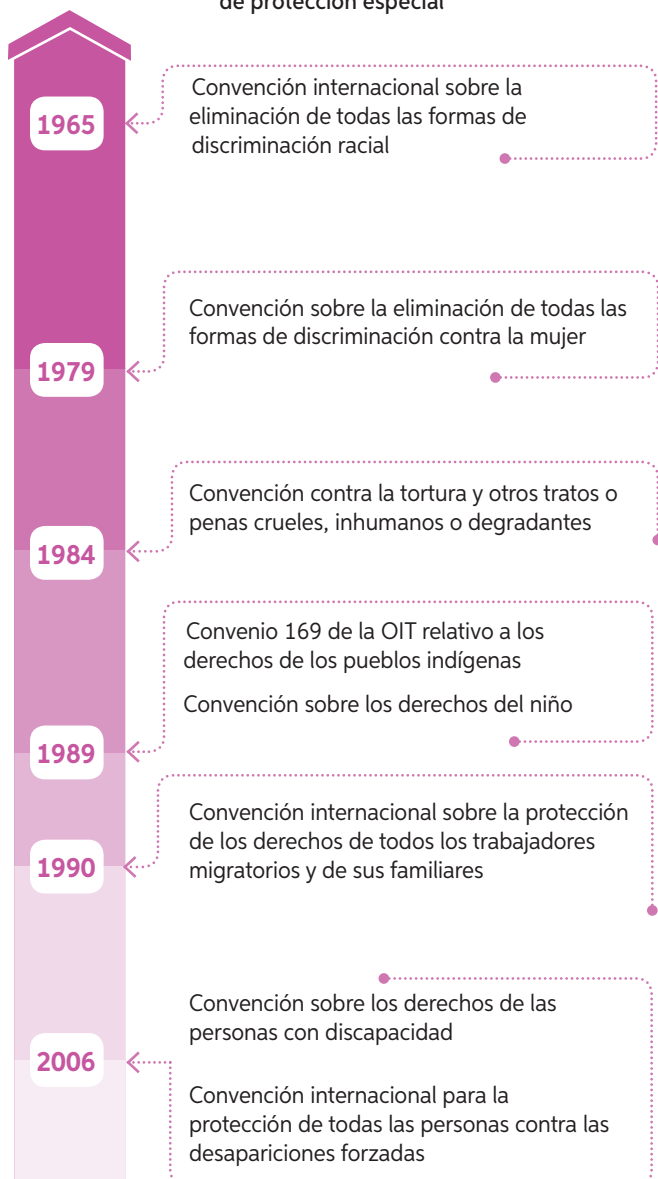 de protección especial
1965
Convención internacional sobre la
eliminación de todas las formas de
discriminación racial
1979
Convención sobre la eliminación de todas las
formas de discriminación contra la mujer
1984
Convención contra la tortura y otros tratos o
penas crueles, inhumanos o degradantes
1989
Convenio 169 de la OIT relativo a los
derechos de los pueblos indígenas
Convención sobre los derechos del niño
1990
Convención internacional sobre la protección
de los derechos de todos los trabajadores
migratorios y de sus familiares
2006
Convención sobre los derechos de las
personas con discapacidad
Convención internacional para la
protección de todas las personas contra las
desapariciones forzadas